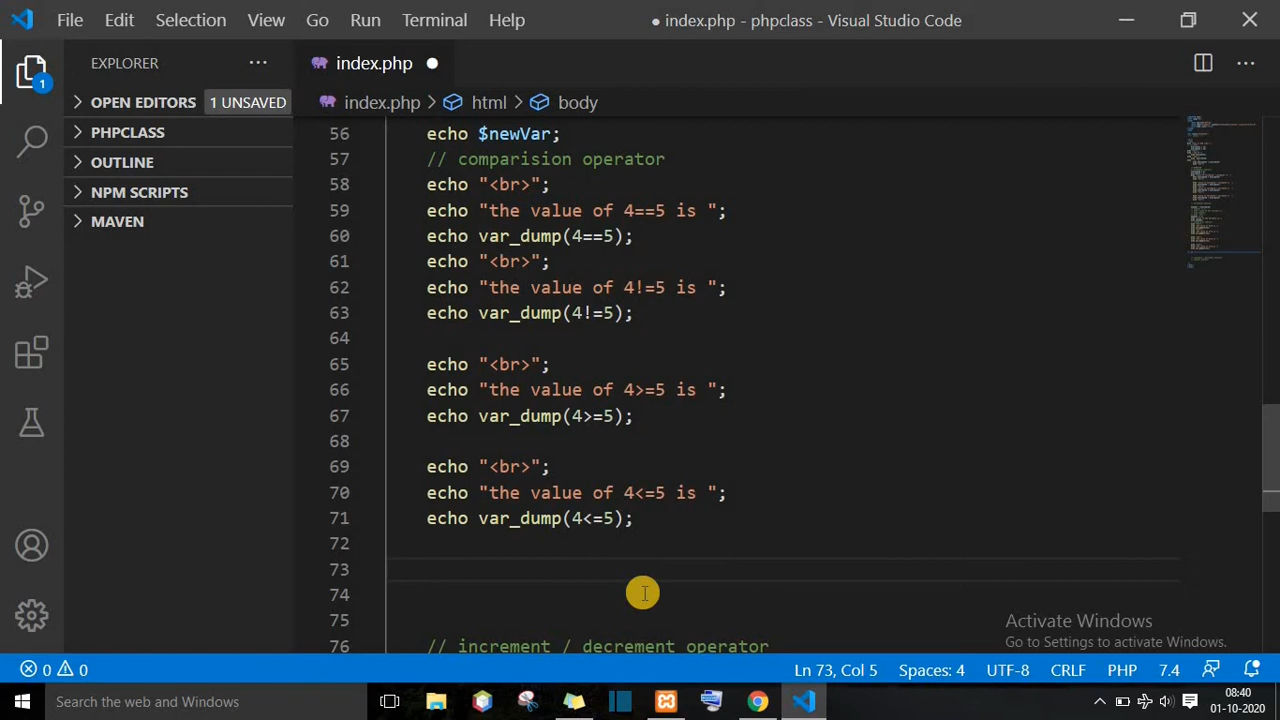 File Edit Selection View Go Run Terminal Help ● index.php - phpclass - Visual Studio Code
EXPLORER ···
index.php ●
1
OPEN EDITORS 1 UNSAVED
PHPCLASS
OUTLINE
NPM SCRIPTS
MAVEN
index.php > html > body
56 echo $newVar;
57 // comparision operator
58 echo "<br>";
59 echo "the value of 4==5 is ";
60 echo var_dump(4==5);
61 echo "<br>";
62 echo "the value of 4!=5 is ";
63 echo var_dump(4!=5);
64
65 echo "<br>";
66 echo "the value of 4>=5 is ";
67 echo var_dump(4>=5);
68
69 echo "<br>";
70 echo "the value of 4<=5 is ";
71 echo var_dump(4<=5);
72
73
74
75
76 // increment / decrement operator
Activate Windows
Go to Settings to activate Windows.
0 0 Ln 73, Col 5 Spaces: 4 UTF-8 CRLF PHP 7.4
Search the web and Windows
08:40
01-10-2020